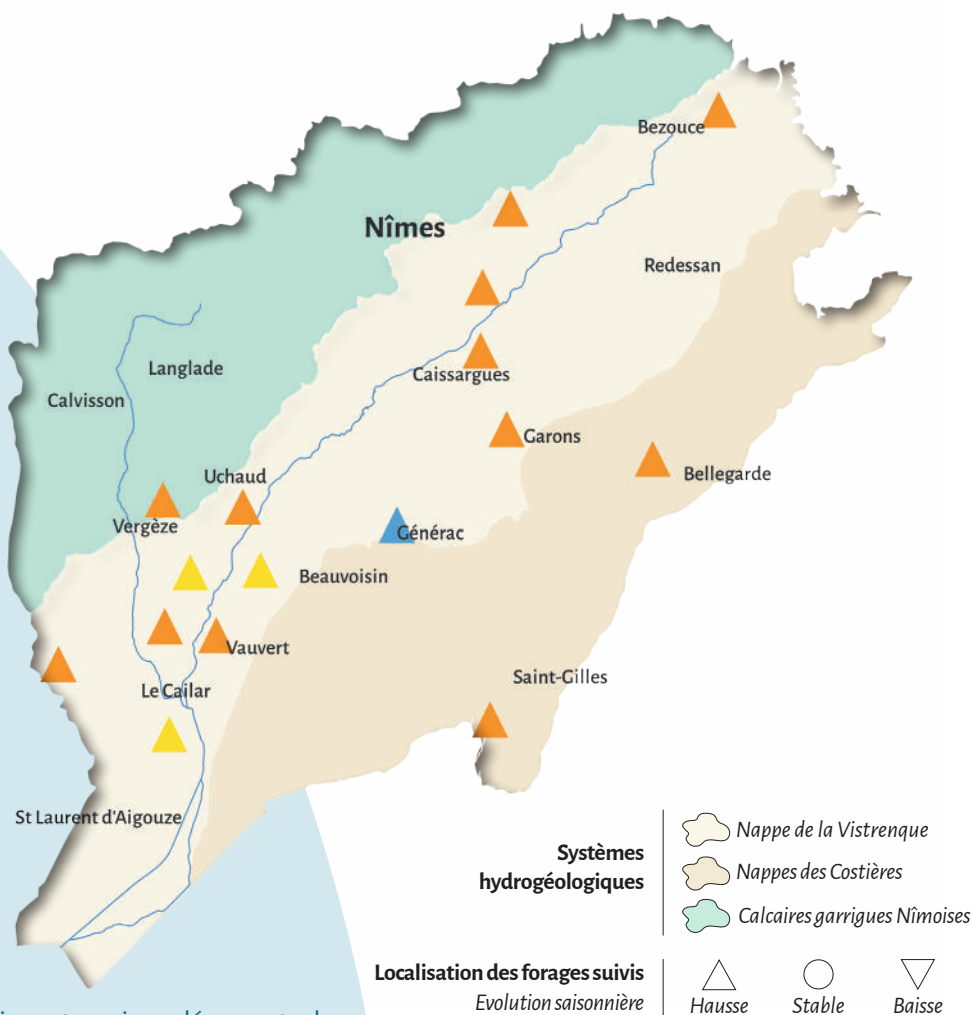 Bezouce
Nîmes
Redessan
Langlade
Caissargues
Calvisson
Garons
Uchaud
Bellegarde
Vergèze
Générac
Beauvoisin
Vauvert
Saint-Gilles
Le Cailar
St Laurent d'Aigouze
Systèmes
hydrogéologiques
Nappe de la Vistrenque
Nappes des Costières
Calcaires garrigues Nîmoises
Localisation des forages suivis
Evolution saisonnière
Hausse
Stable
Baisse